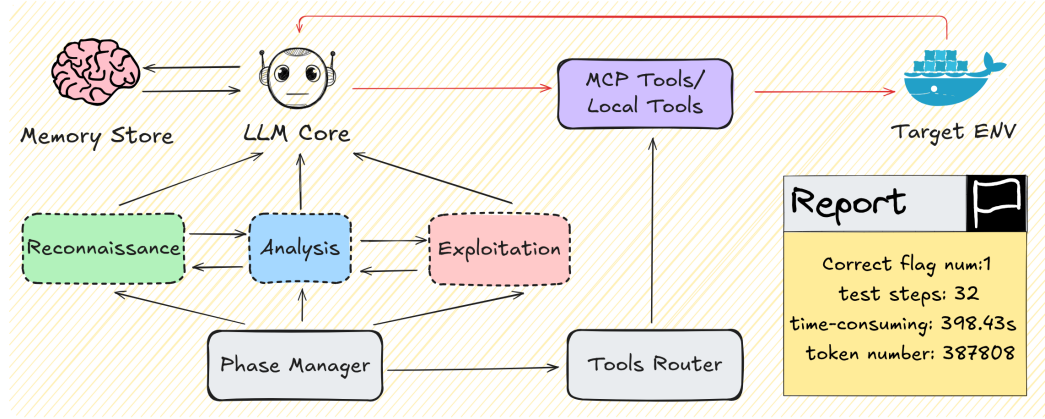 MCP Tools/
Local Tools
Memory Store
LLM Core
Target ENV
Report
Reconnaissance
Analysis
Exploitation
Correct flag num:1
test steps: 32
time-consuming: 398.43s
token number: 387808
Phase Manager
Tools Router